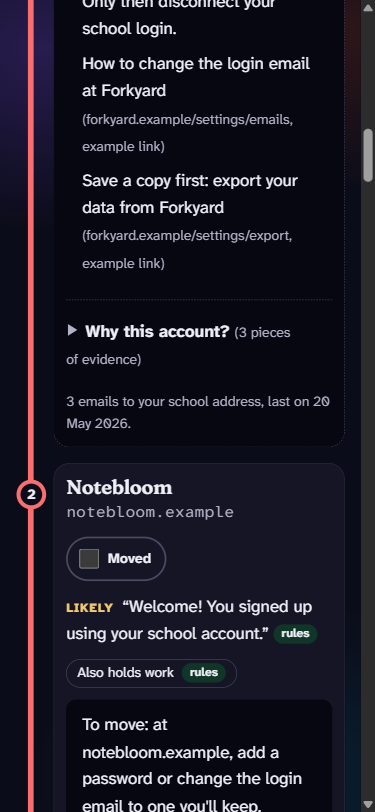 Only then disconnect your
school login.
How to change the login email
at Forkyard
(forkyard.example/settings/emails,
example link)
Save a copy first: export your
data from Forkyard
(forkyard.example/settings/export,
example link)
Why this account? (3 pieces
of evidence)
3 emails to your school address, last on 20
May 2026.
2
Notebloom
notebloom.example
Moved
LIKELY “Welcome! You signed up
using your school account.” rules
Also holds work rules
To move: at
notebloom.example, add a
password or change the login
email to one you'll keep.